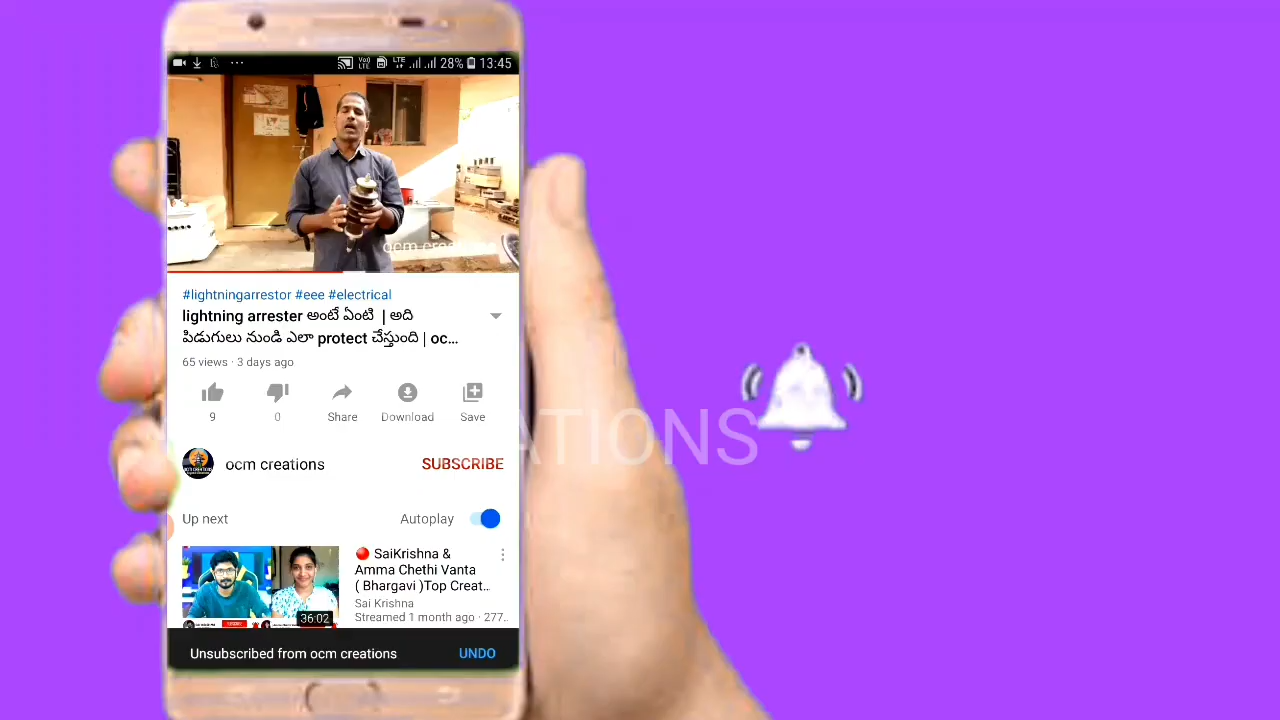 28% 13:45
ocm creations
#lightningarrestor #eee #electrical
lightning arrester అంటే ఏంటి | అది
పిడుగులు నుండి ఎలా protect చేస్తుంది | oc...
65 views · 3 days ago
9
0
Share
Download
Save
ATIONS
ocm creations
SUBSCRIBE
Up next
Autoplay
🔴 SaiKrishna &
Amma Chethi Vanta
( Bhargavi )Top Creat..
Sai Krishna
Streamed 1 month ago · 277..
36:02
Unsubscribed from ocm creations
UNDO